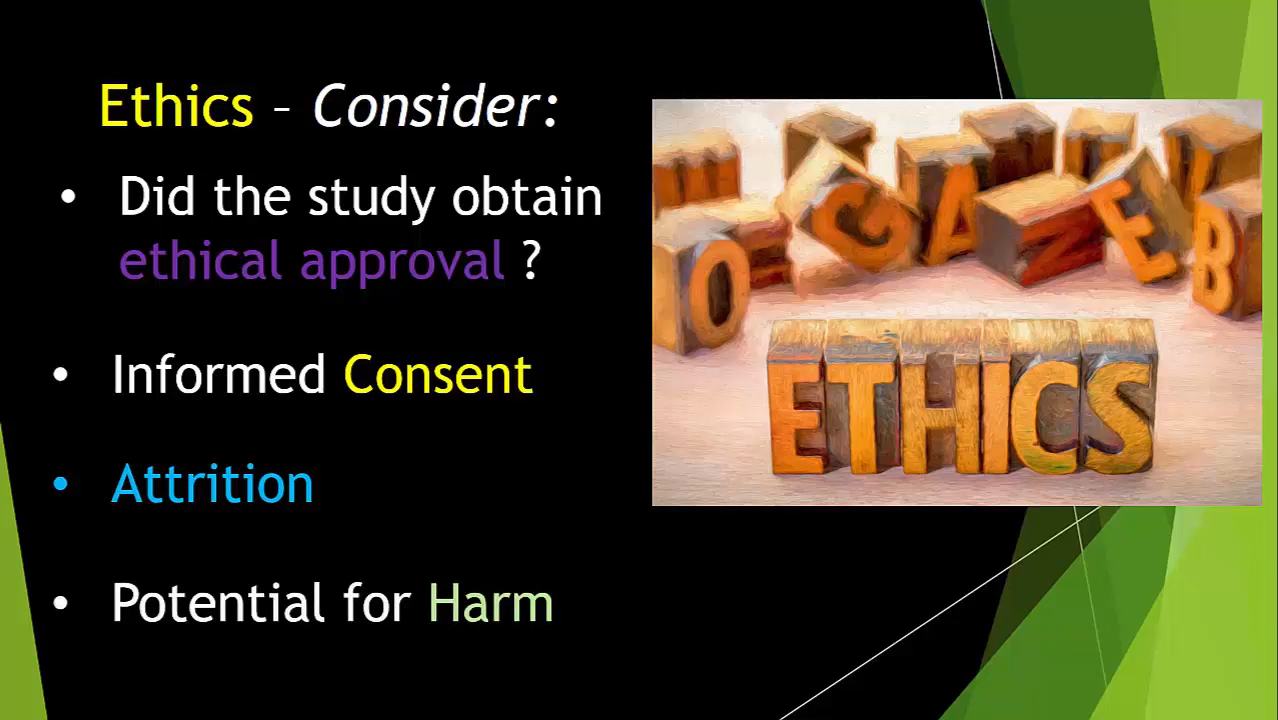 Ethics – Consider:
• Did the study obtain
ethical approval ?
• Informed Consent
• Attrition
• Potential for Harm
O G A Z E B
ETHICS